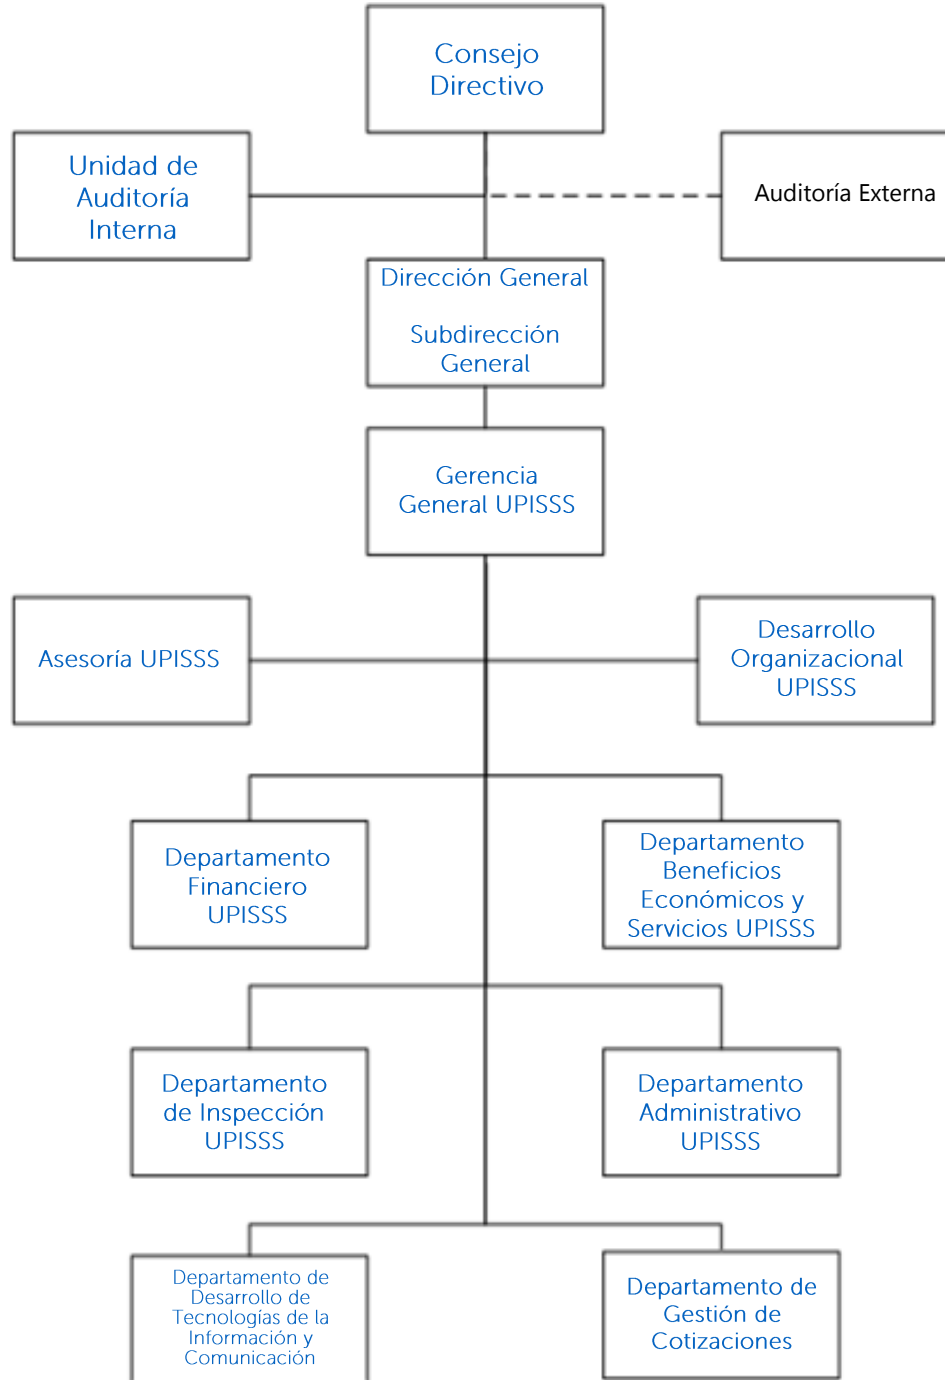 Consejo
Directivo
Unidad de
Auditoría
Interna
Auditoría Externa
Dirección General
Subdirección
General
Gerencia
General UPISSS
Asesoría UPISSS
Desarrollo
Organizacional
UPISSS
Departamento
Financiero
UPISSS
Departamento
Beneficios
Económicos y
Servicios UPISSS
Departamento
de Inspección
UPISSS
Departamento
Administrativo
UPISSS
Departamento de
Desarrollo de
Tecnologías de la
Información y
Comunicación
Departamento de
Gestión de
Cotizaciones